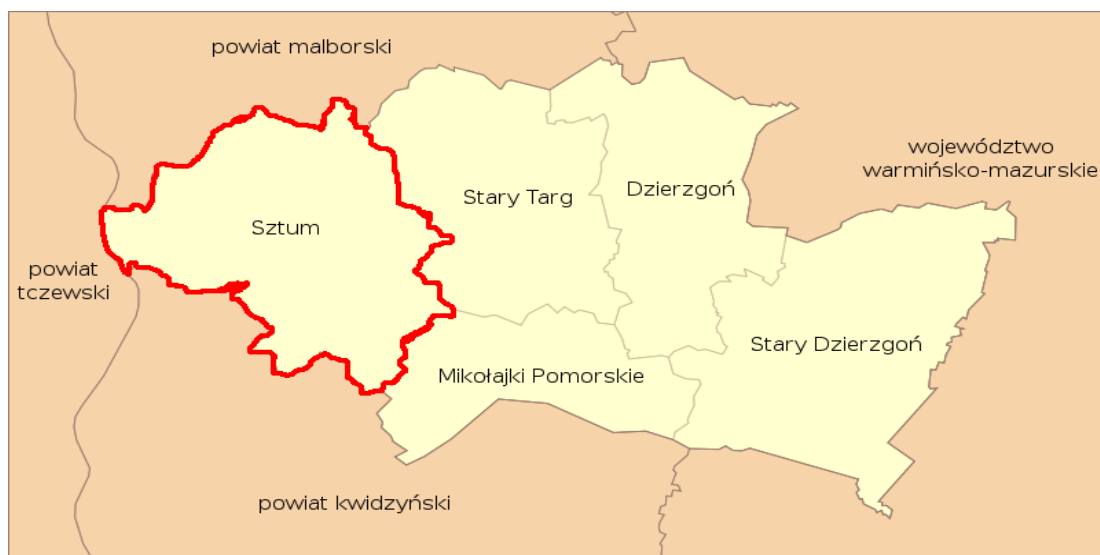 powiat malborski
województwo
warmińsko-mazurskie
Stary Targ
Dzierzgoń
Sztum
powiat
tczewski
Stary Dzierzgoń
Mikołajki Pomorskie
powiat kwidzyński